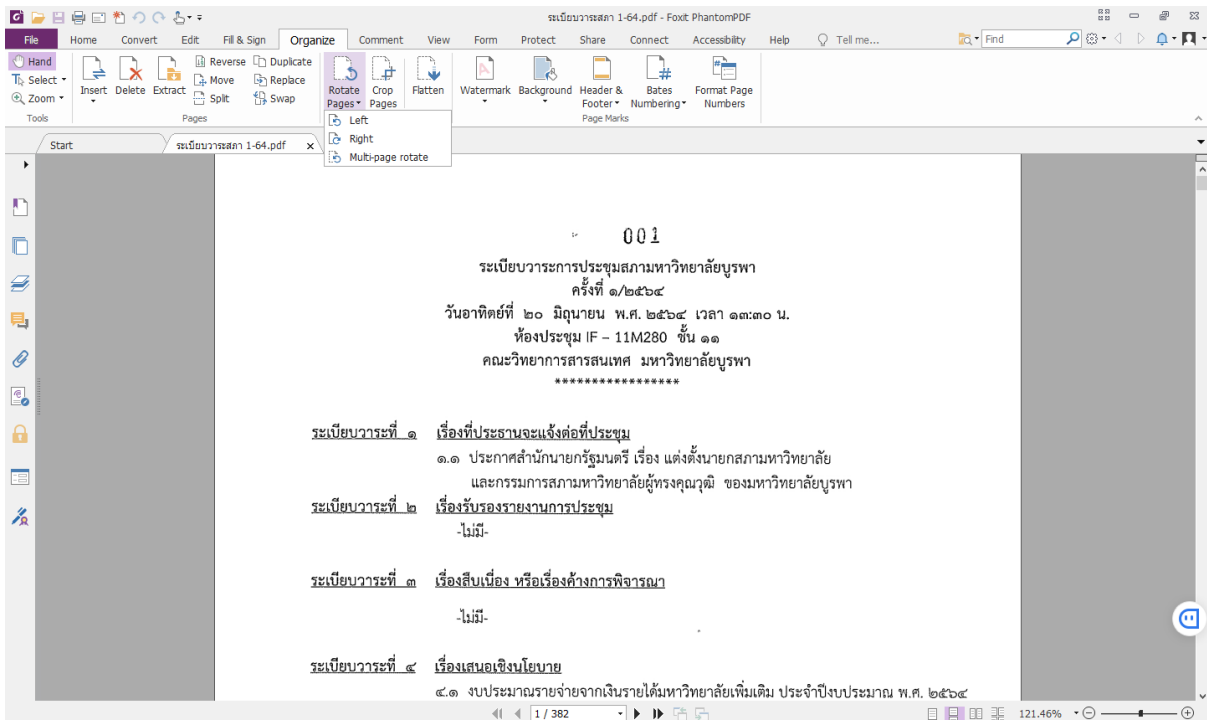 ระเบียบวาระสภา 1-64.pdf - Foxit PhantomPDF
File Home Convert Edit Fill & Sign Organize Comment View Form Protect Share Connect Accessibility Help Tell me... Find
Hand
Select
Zoom
Tools
Insert Delete Extract
Reverse Duplicate
Move Replace
Split Swap
Pages
Rotate Pages
Crop Pages
Flatten
Watermark
Background
Header & Footer
Bates Numbering
Format Page Numbers
Page Marks
Left
Right
Multi-page rotate
Start ระเบียบวาระสภา 1-64.pdf x
001
ระเบียบวาระการประชุมสภามหาวิทยาลัยบูรพา
ครั้งที่ ๑/๒๕๖๔
วันอาทิตย์ที่ ๒๐ มิถุนายน พ.ศ. ๒๕๖๔ เวลา ๑๓:๓๐ น.
ห้องประชุม IF – 11M280 ชั้น ๑๑
คณะวิทยาการสารสนเทศ มหาวิทยาลัยบูรพา
*****************
ระเบียบวาระที่ ๑ เรื่องที่ประธานจะแจ้งต่อที่ประชุม
๑.๑ ประกาศสำนักนายกรัฐมนตรี เรื่อง แต่งตั้งนายกสภามหาวิทยาลัย
และกรรมการสภามหาวิทยาลัยผู้ทรงคุณวุฒิ ของมหาวิทยาลัยบูรพา
ระเบียบวาระที่ ๒ เรื่องรับรองรายงานการประชุม
-ไม่มี-
ระเบียบวาระที่ ๓ เรื่องสืบเนื่อง หรือเรื่องค้างการพิจารณา
-ไม่มี-
ระเบียบวาระที่ ๔ เรื่องเสนอเชิงนโยบาย
๔.๑ งบประมาณรายจ่ายจากเงินรายได้มหาวิทยาลัยเพิ่มเติม ประจำปีงบประมาณ พ.ศ. ๒๕๖๔
1 / 382
121.46%